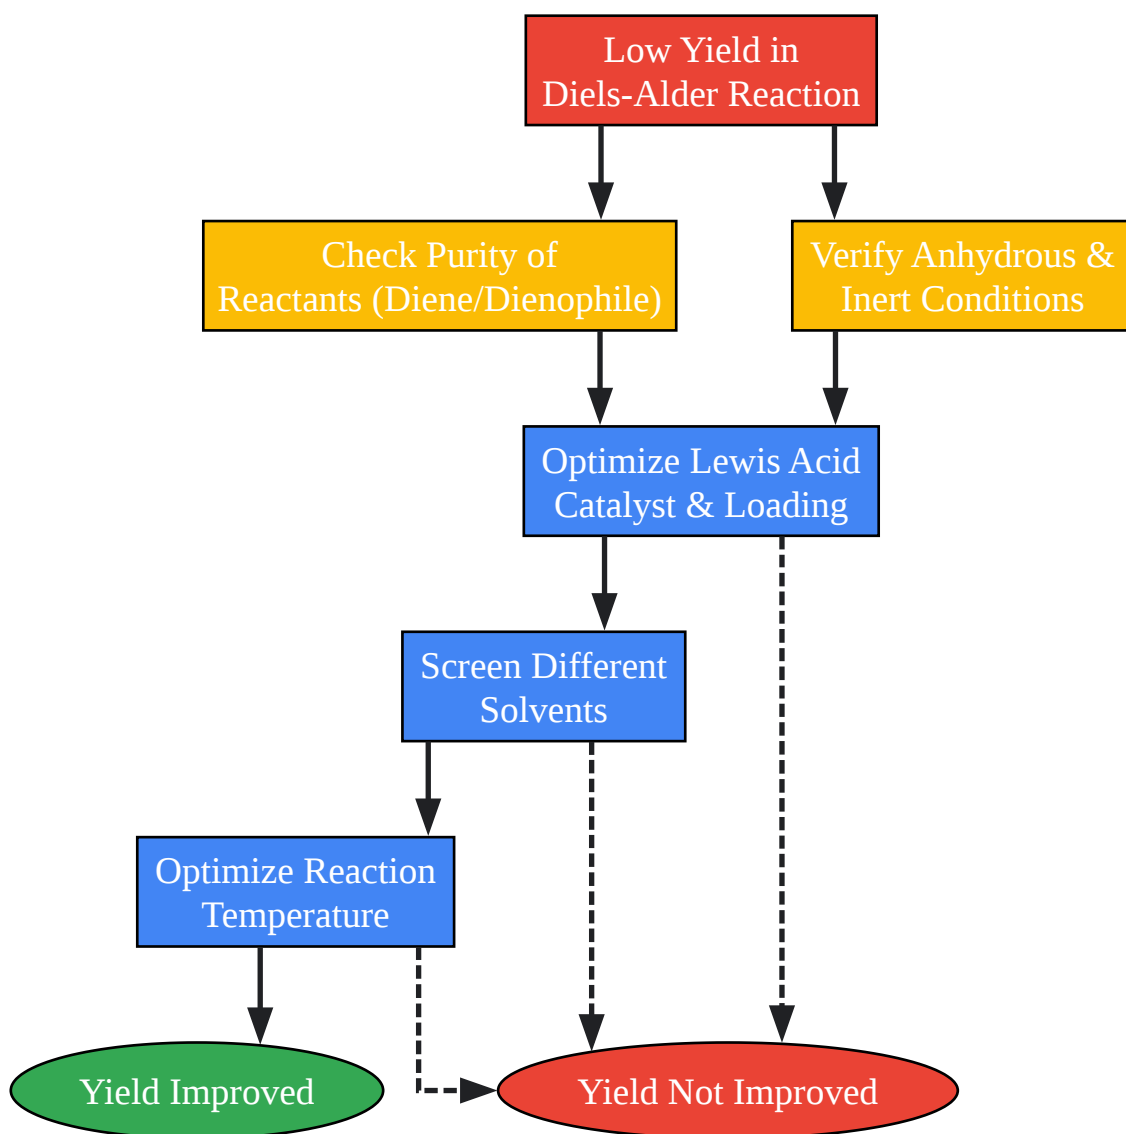 Low Yield in
Diels-Alder Reaction
Check Purity of
Reactants (Diene/Dienophile)
Verify Anhydrous &
Inert Conditions
Optimize Lewis Acid
Catalyst & Loading
Screen Different
Solvents
Optimize Reaction
Temperature
Yield Improved
Yield Not Improved